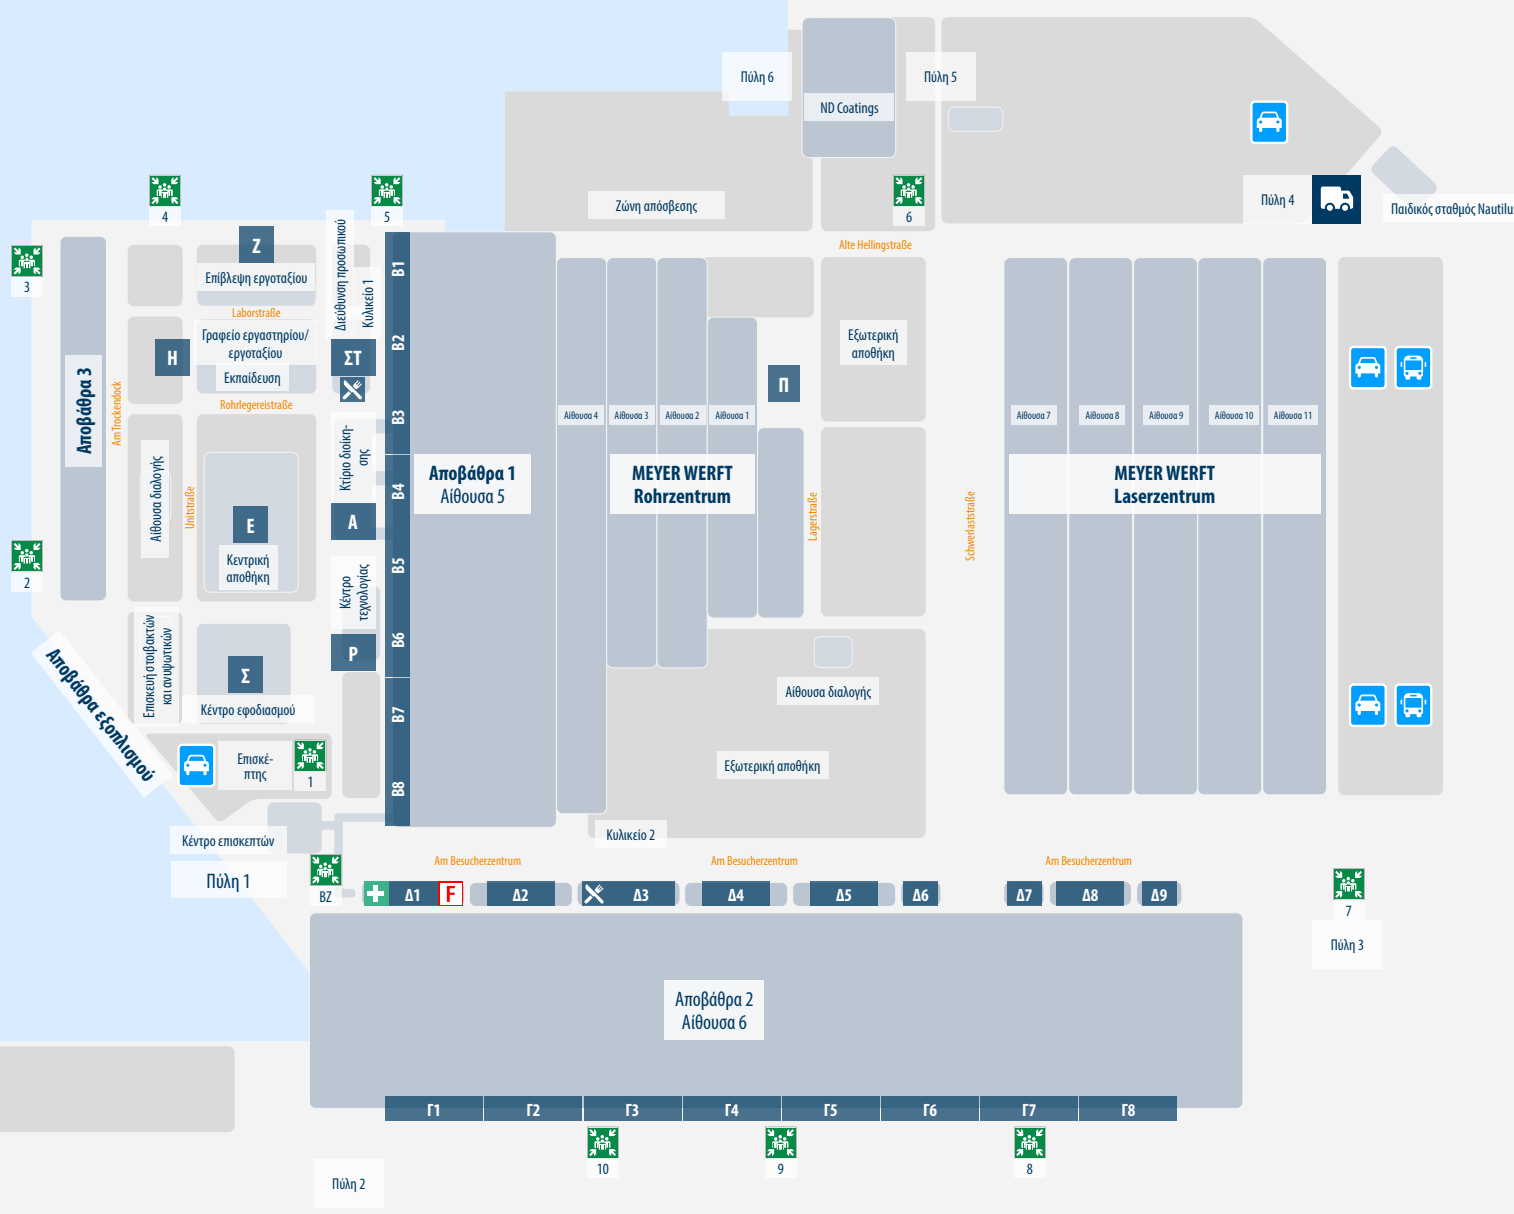 Πύλη 6
Πύλη 5
ND Coatings
Ζώνη απόσβεσης
6
Πύλη 4
Παιδικός σταθμός Nautilus
Alte Hellingstraße
4
5
3
Ζ
Επίβλεψη εργοταξίου
Laborstraße
Διεύθυνση προσωπικού
Κυλικείο 1
Η
Γραφείο εργαστηρίου/
εργοταξίου
Εκπαίδευση
ΣΤ
Rohrlegereistraße
Αποβάθρα 3
Am Trockendock
Αίθουσα διαλογής
Unitstraße
Ε
Κεντρική
αποθήκη
Κτίριο διοίκη-
σης
Α
Κέντρο
τεχνολογίας
Ρ
2
Επισκευή στοιβακτών
και ανυψωτικών
Σ
Κέντρο εφοδιασμού
Αποβάθρα εξοπλισμού
Επισκέ-
πτης
1
Κέντρο επισκεπτών
Πύλη 1
BZ
B1
B2
B3
B4
B5
B6
B7
B8
Αποβάθρα 1
Αίθουσα 5
Αίθουσα 4
Αίθουσα 3
Αίθουσα 2
Αίθουσα 1
MEYER WERFT
Rohrzentrum
Π
Εξωτερική
αποθήκη
Lagerstraße
Schwerlaststraße
Αίθουσα 7
Αίθουσα 8
Αίθουσα 9
Αίθουσα 10
Αίθουσα 11
MEYER WERFT
Laserzentrum
Αίθουσα διαλογής
Εξωτερική αποθήκη
Κυλικείο 2
Am Besucherzentrum
Am Besucherzentrum
Am Besucherzentrum
Δ1
F
Δ2
Δ3
Δ4
Δ5
Δ6
Δ7
Δ8
Δ9
7
Πύλη 3
Αποβάθρα 2
Αίθουσα 6
Γ1
Γ2
Γ3
Γ4
Γ5
Γ6
Γ7
Γ8
10
9
8
Πύλη 2